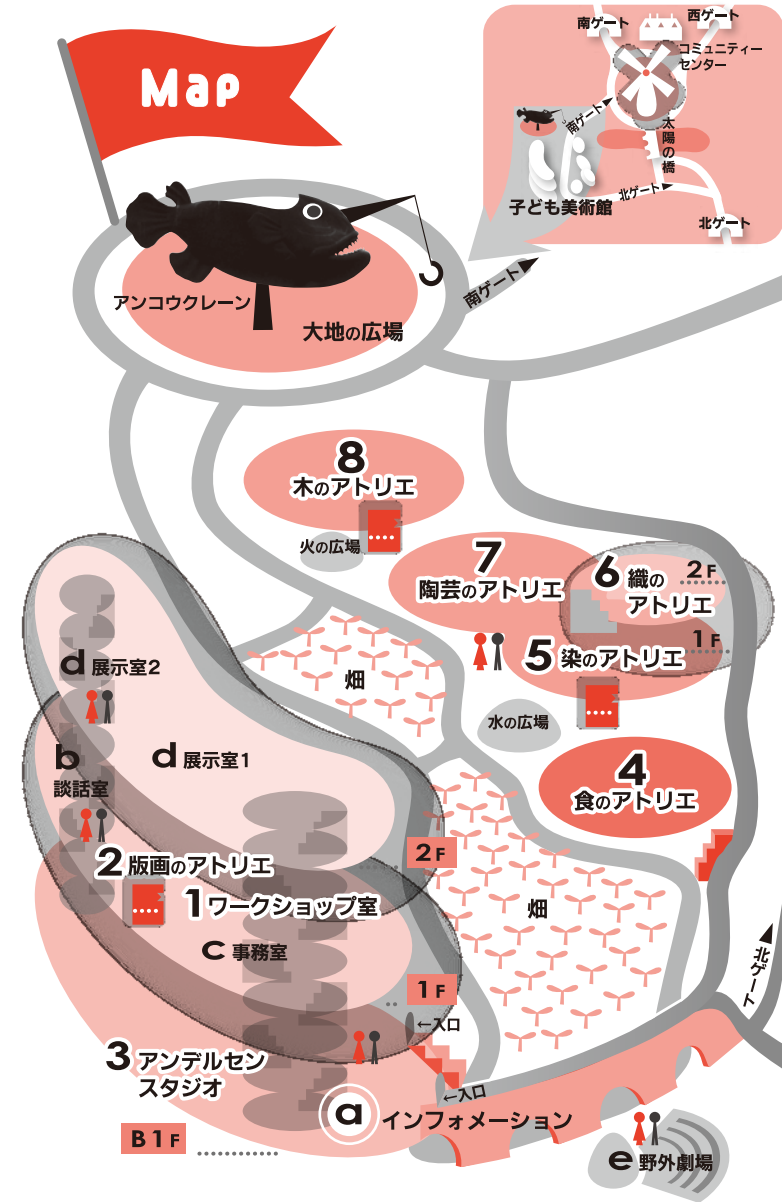 Map
南ゲート
西ゲート
コミュニティー
センター
南ゲート
太陽の橋
子ども美術館
北ゲート
北ゲート
アンコウクレーン
大地の広場
南ゲート
8
木のアトリエ
火の広場
7
陶芸のアトリエ
6 織の
アトリエ
2F
5 染のアトリエ
1F
畑
水の広場
d 展示室2
d 展示室1
b
談話室
4
食のアトリエ
2F
2 版画のアトリエ
1 ワークショップ室
畑
c 事務室
1F
←入口
北ゲート
3 アンデルセン
スタジオ
←入口
a インフォメーション
B1F
e 野外劇場